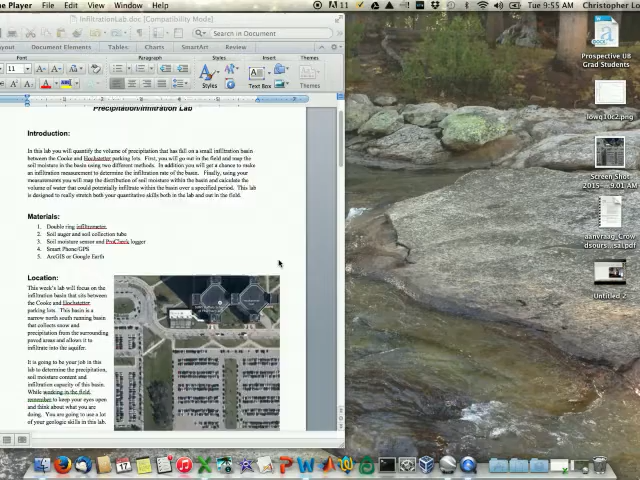 e Player File Edit View Window Help
11 Tue 9:55 AM Christopher Lo
InfiltrationLab.doc [Compatibility Mode]
Search in Document
ayout Document Elements Tables Charts SmartArt Review
Font Paragraph Styles Insert Themes
11
Styles Text Box
Precipitation/Infiltration Lab
Introduction:
In this lab you will quantify the volume of precipitation that has fall on a small infiltration basin
between the Cooke and Hochstetter parking lots. First, you will go out in the field and map the
soil moisture in the basin using two different methods. In addition you will get a chance to make
an infiltration measurement to determine the infiltration rate of the basin. Finally, using your
measurements you will map the distribution of soil moisture within the basin and calculate the
volume of water that could potentially infiltrate within the basin over a specified period. This lab
is designed to really stretch both your quantitative skills both in the lab and out in the field.
Materials:
1. Double ring infiltrometer
2. Soil auger and soil collection tube
3. Soil moisture sensor and ProCheck logger
4. Smart Phone/GPS
5. ArcGIS or Google Earth
Location:
This week's lab will focus on the
infiltration basin that sits between
the Cooke and Hochstetter
parking lots. This basin is a
narrow north south running basin
that collects snow and
precipitation from the surrounding
paved areas and allows it to
infiltrate into the aquifer.
It is going to be your job in this
lab to determine the precipitation,
soil moisture content and
infiltration capacity of this basin.
While working in the field,
remember to keep your eyes open
and think about what you are
doing. You are going to use a lot
of your geologic skills in this lab.
Prospective UB
Grad Students
lowq10c2.png
Screen Shot
2015-...9.01 AM
aanvraag_Crow
dsours...sal.pdf
Untitled 2
17